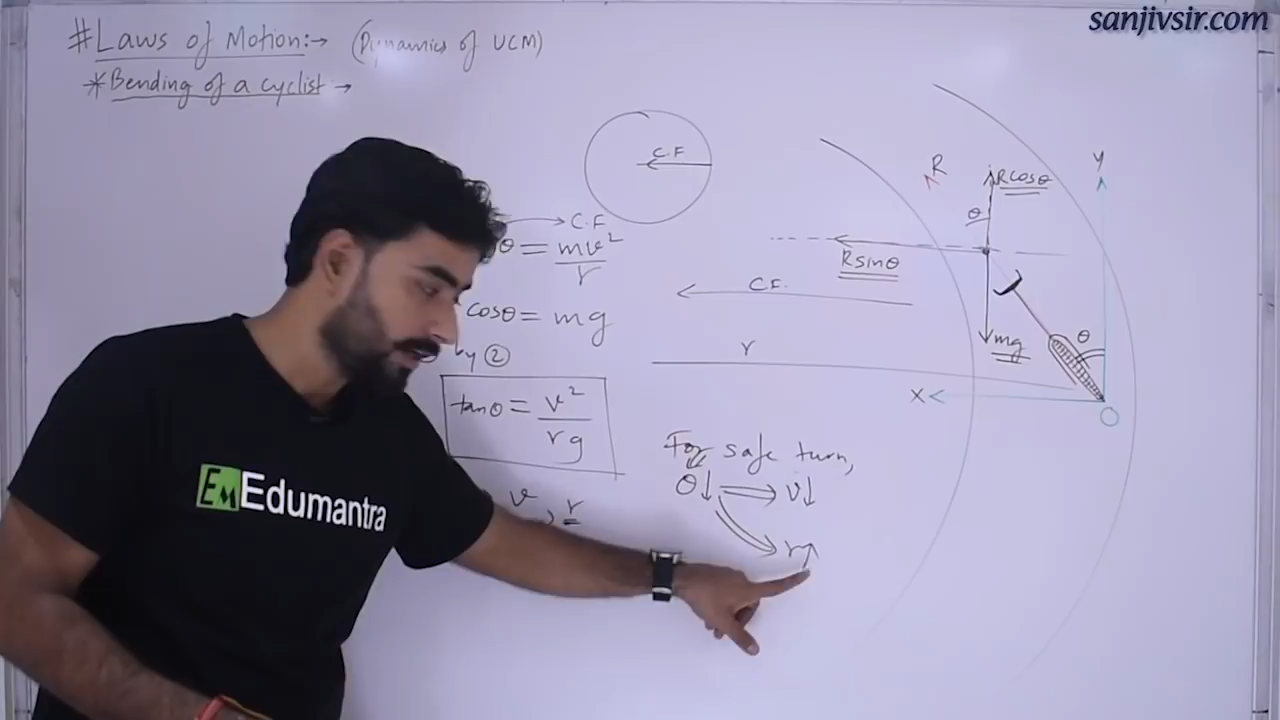 sanjivsir.com
#Laws of Motion:→ (Dynamics of UCM)
*Bending of a cyclist →
C.F
C.F
θ = mv²/r
cosθ = mg
by ②
tanθ = v²/rg
v, r
For safe turn,
θ↓ ⇒ v↓
⇒ r↑
R
Rcosθ
θ
Rsinθ
C.F.
mg
r
θ
X
Y
O
Em Edumantra